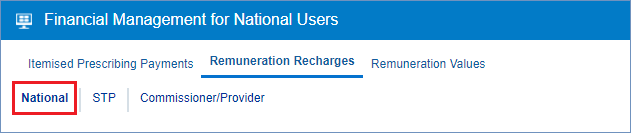 Financial Management for National Users
Itemised Prescribing Payments Remuneration Recharges Remuneration Values
National STP Commissioner/Provider